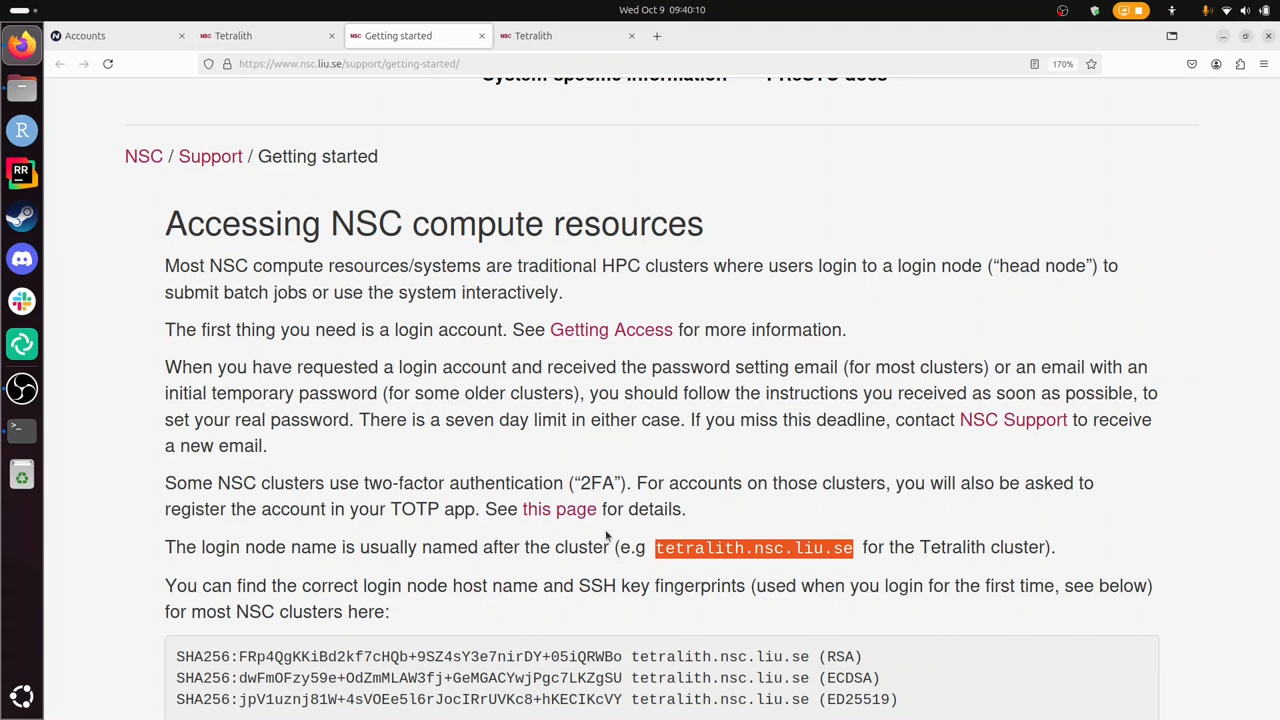 Wed Oct 9 09:40:10
Accounts
NSC Tetralith
NSC Getting started
NSC Tetralith
https://www.nsc.liu.se/support/getting-started/
170%
System-specific information PReSTO docs
NSC / Support / Getting started
Accessing NSC compute resources
Most NSC compute resources/systems are traditional HPC clusters where users login to a login node (“head node”) to
submit batch jobs or use the system interactively.
The first thing you need is a login account. See Getting Access for more information.
When you have requested a login account and received the password setting email (for most clusters) or an email with an
initial temporary password (for some older clusters), you should follow the instructions you received as soon as possible, to
set your real password. There is a seven day limit in either case. If you miss this deadline, contact NSC Support to receive
a new email.
Some NSC clusters use two-factor authentication (“2FA”). For accounts on those clusters, you will also be asked to
register the account in your TOTP app. See this page for details.
The login node name is usually named after the cluster (e.g tetralith.nsc.liu.se for the Tetralith cluster).
You can find the correct login node host name and SSH key fingerprints (used when you login for the first time, see below)
for most NSC clusters here:
SHA256:FRp4QgKKiBd2kf7cHQb+9SZ4sY3e7nirDY+05iQRWBo tetralith.nsc.liu.se (RSA)
SHA256:dwFmOFzy59e+OdZmMLAW3fj+GeMGACYwjPgc7LKZgSU tetralith.nsc.liu.se (ECDSA)
SHA256:jpV1uznj81W+4sVOEe5l6rJocIRrUVKc8+hKECIKcVY tetralith.nsc.liu.se (ED25519)
R
RR